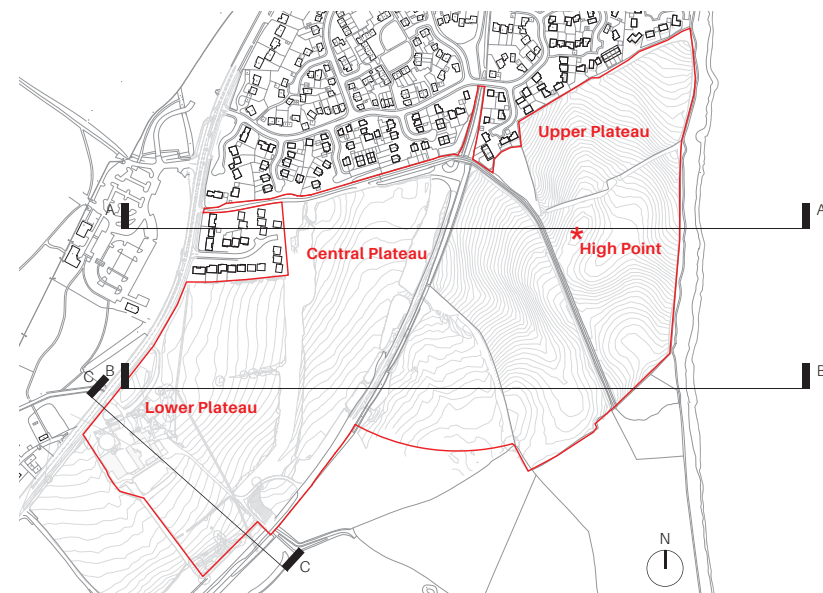 Upper Plateau
A
A
*
High Point
Central Plateau
B
B
C
Lower Plateau
N
C